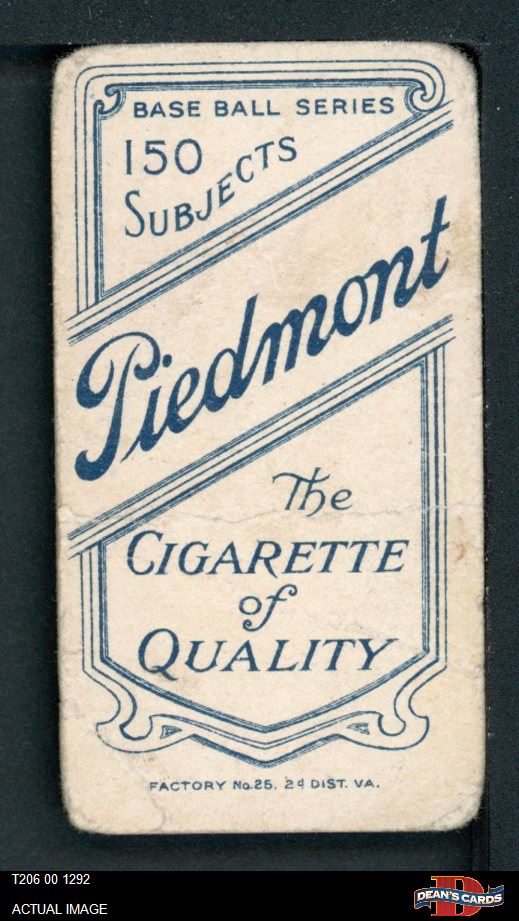 BASE BALL SERIES
150
SUBJECTS
Piedmont
The
CIGARETTE
of
QUALITY
FACTORY No.25. 2d DIST. VA.
T206 00 1292
ACTUAL IMAGE
D
DEAN'S CARDS